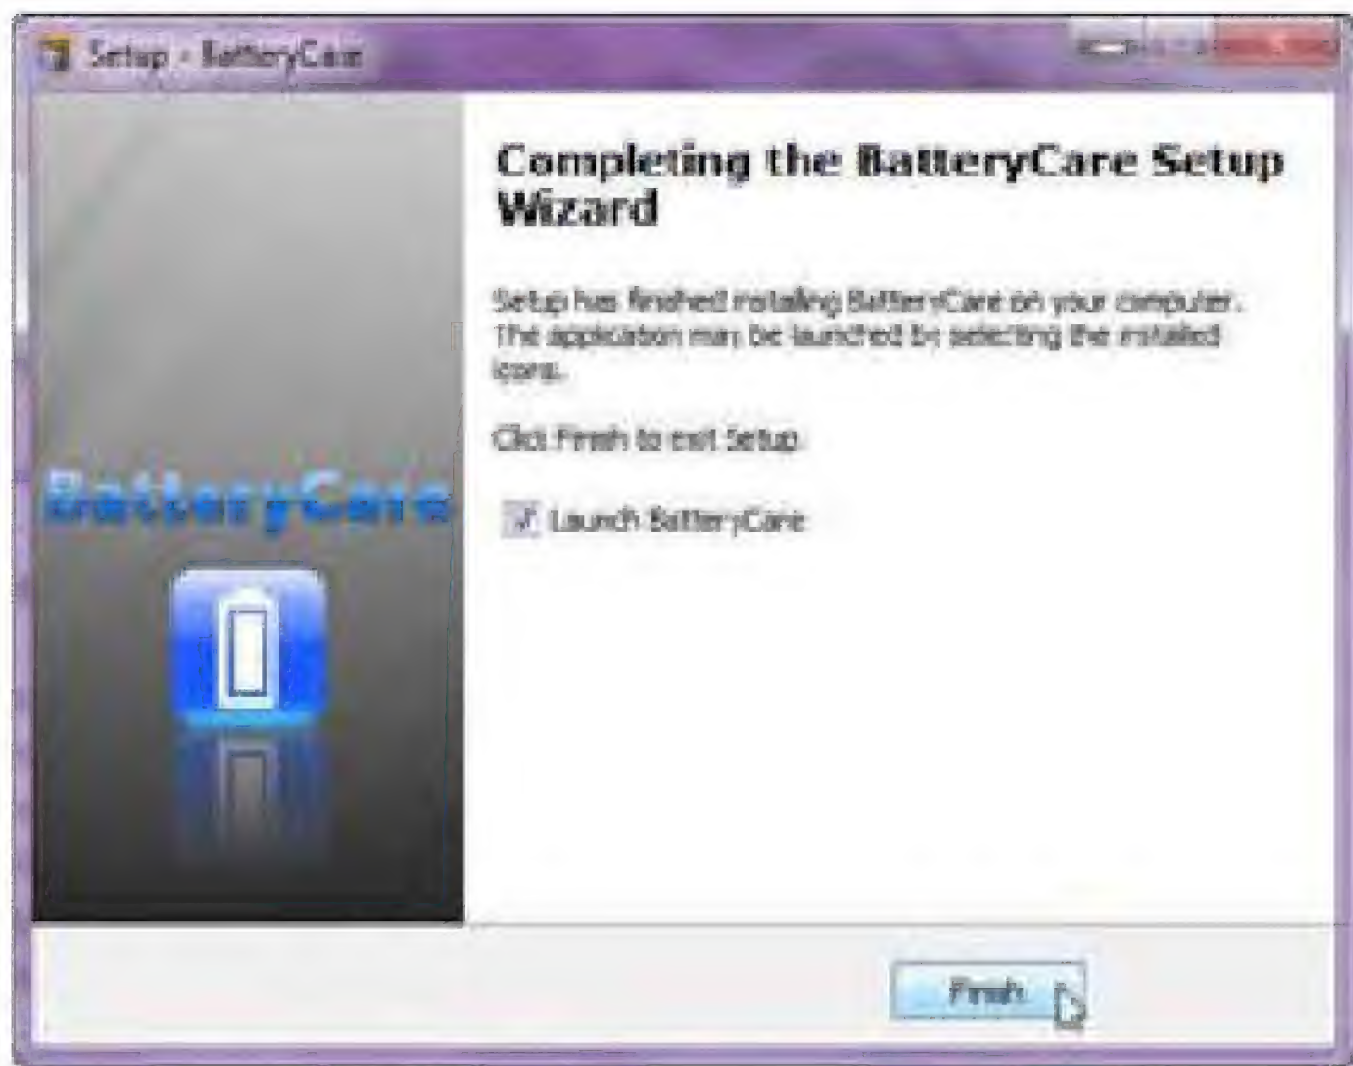 Setup - BatteryCare
Completing the BatteryCare Setup
Wizard
Setup has finished installing BatteryCare on your computer.
The application may be launched by selecting the installed
icons.
Click Finish to exit Setup.
BatteryCare
Launch BatteryCare
Finish